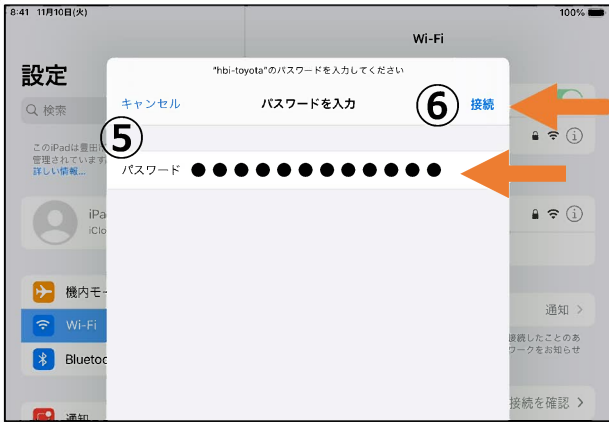 8:41 11月10日(火)
100%
Wi-Fi
設定
"hbi-toyota"のパスワードを入力してください
キャンセル
パスワードを入力
⑥
接続
検索
⑤
このiPadは豊田
管理されています
詳しい情報...
パスワード ●●●●●●●●●●●●
iPa
iClo
機内モー
Wi-Fi
Bluetoo
通知
通知
接続したことのあ
ワークをお知らせ
接続を確認